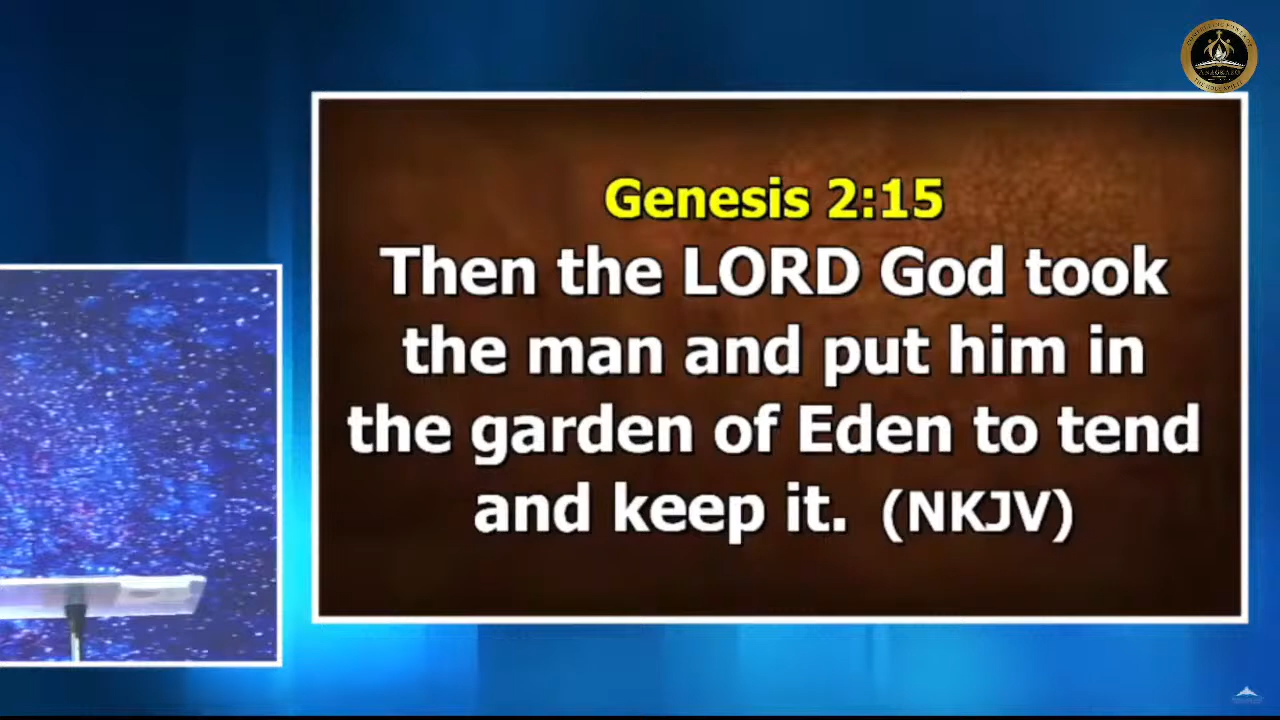 Genesis 2:15
Then the LORD God took
the man and put him in
the garden of Eden to tend
and keep it. (NKJV)